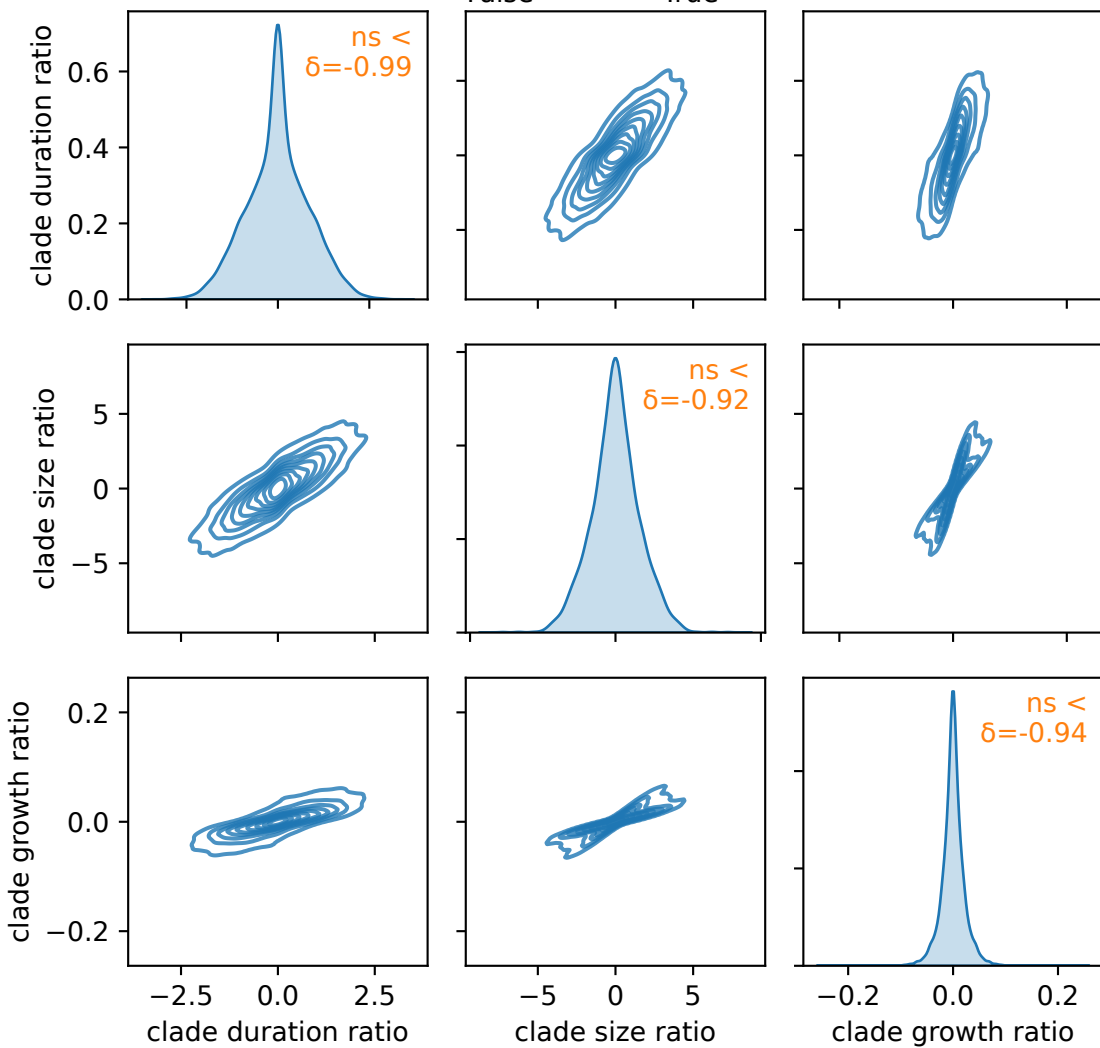 clade duration ratio
0.6
0.4
0.2
0.0
ns <
δ=-0.99
clade size ratio
5
0
−5
ns <
δ=-0.92
clade growth ratio
0.2
0.0
−0.2
ns <
δ=-0.94
−2.5 0.0 2.5
−5 0 5
−0.2 0.0 0.2
clade duration ratio
clade size ratio
clade growth ratio